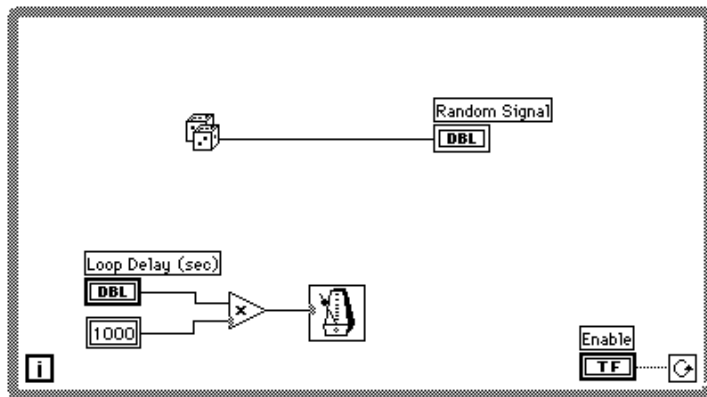 Random Signal
DBL
Loop Delay (sec)
DBL
x
1000
Enable
i
TF